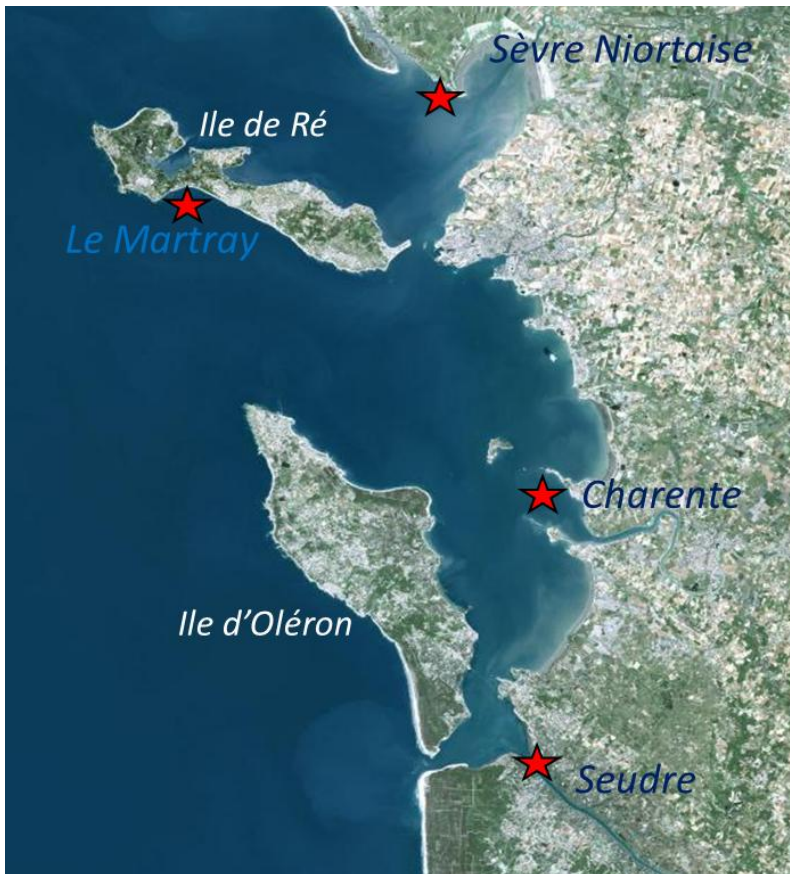 Sèvre Niortaise
Ile de Ré
Le Martray
Charente
Ile d'Oléron
Seudre